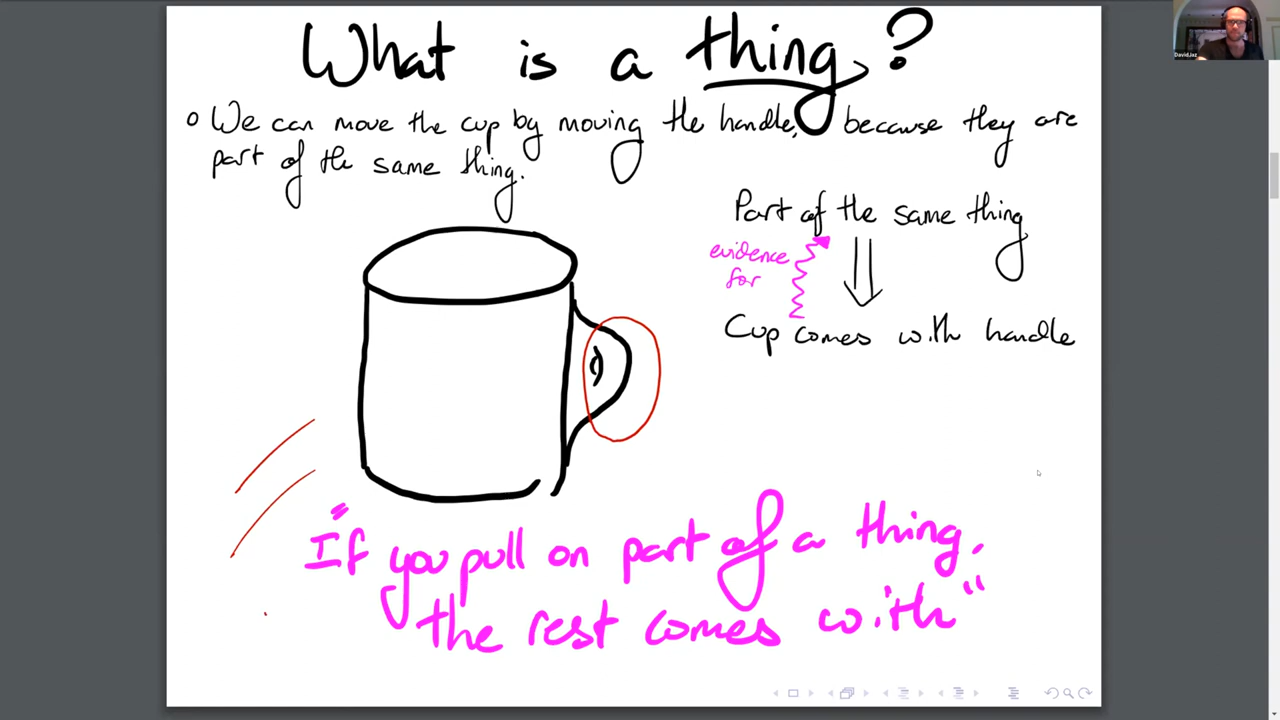 What is a thing?
o We can move the cup by moving the handle, because they are
part of the same thing.
Part of the same thing
evidence
for
Cup comes with handle
"If you pull on part of a thing,
the rest comes with"
DavidJaz